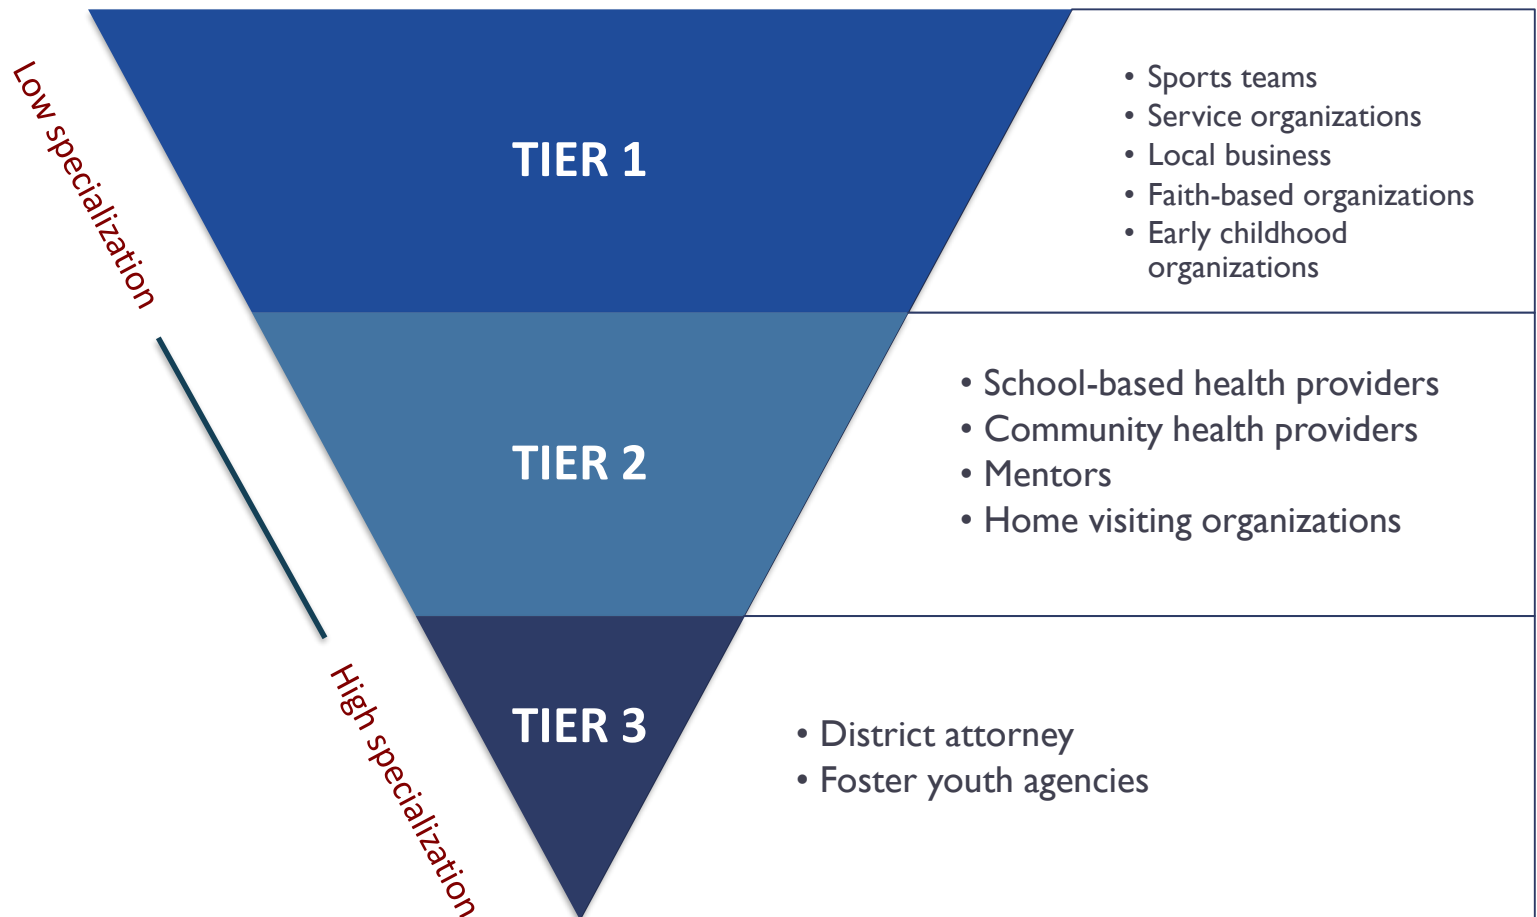 Low specialization
TIER 1
• Sports teams
• Service organizations
• Local business
• Faith-based organizations
• Early childhood
organizations
TIER 2
• School-based health providers
• Community health providers
• Mentors
• Home visiting organizations
High specialization
TIER 3
• District attorney
• Foster youth agencies